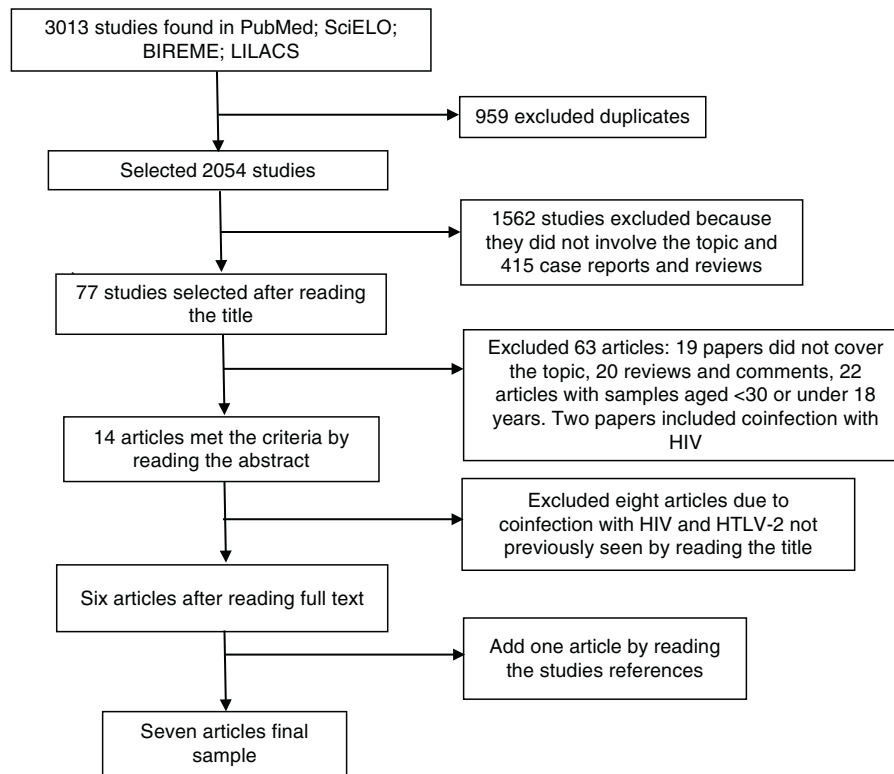 3013 studies found in PubMed; SciELO;
BIREME; LILACS
959 excluded duplicates
Selected 2054 studies
1562 studies excluded because
they did not involve the topic and
415 case reports and reviews
77 studies selected after reading
the title
Excluded 63 articles: 19 papers did not cover
the topic, 20 reviews and comments, 22
articles with samples aged <30 or under 18
years. Two papers included coinfection with
HIV
14 articles met the criteria by
reading the abstract
Excluded eight articles due to
coinfection with HIV and HTLV-2 not
previously seen by reading the title
Six articles after reading full text
Add one article by reading
the studies references
Seven articles final
sample